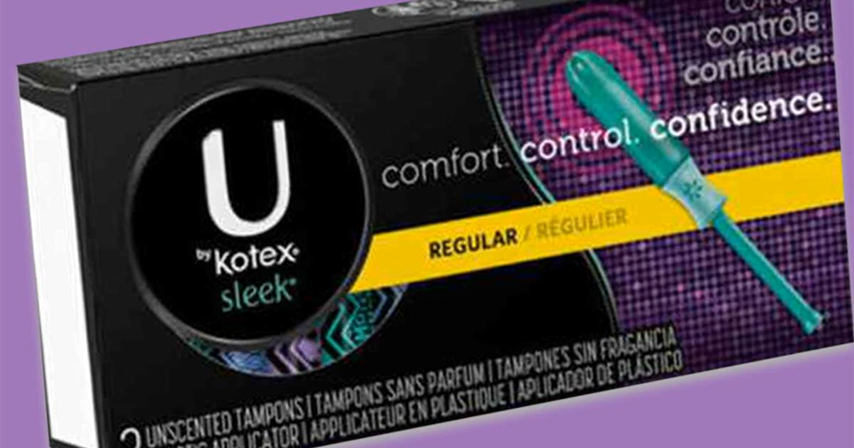 contrôle.
confiance.
comfort. control. confidence.
U
by Kotex®
sleek®
REGULAR / RÉGULIER
UNSCENTED TAMPONS | TAMPONS SANS PARFUM | TAMPONES SIN FRAGANCIA
APPLICATOR | APPLICATEUR EN PLASTIQUE | APLICADOR DE PLÁSTICO